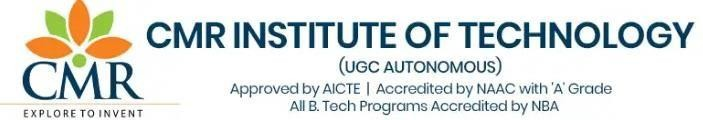 CMR
EXPLORE TO INVENT
CMR INSTITUTE OF TECHNOLOGY
(UGC AUTONOMOUS)
Approved by AICTE | Accredited by NAAC with 'A' Grade
All B. Tech Programs Accredited by NBA